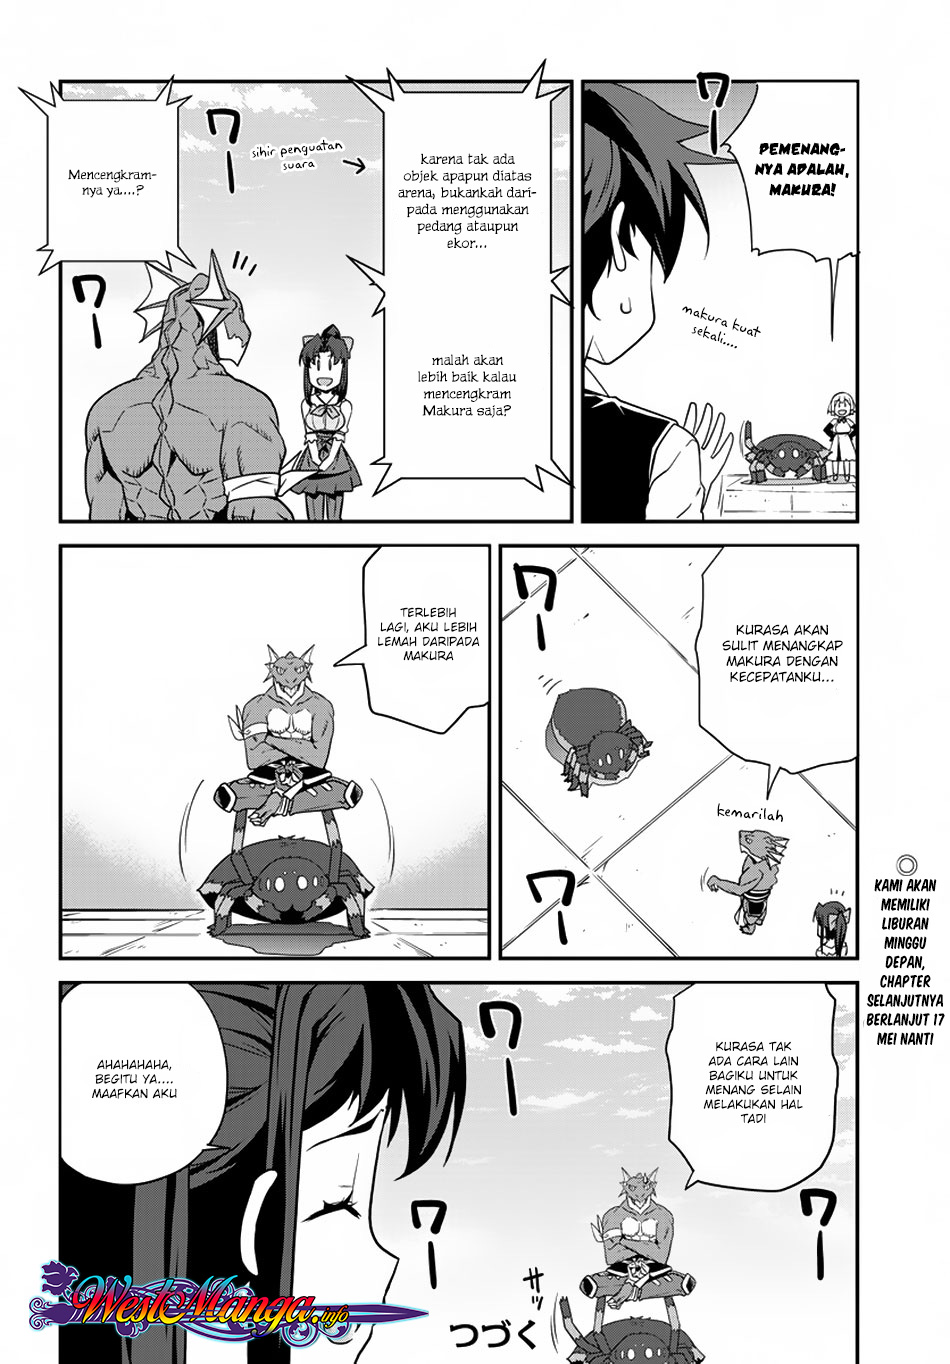 ワー
PEMENANG-
NYA ADALAH,
MAKURA!
makura kuat
sekali....
karena tak ada
objek apapun diatas
arena, bukankah dari-
pada menggunakan
pedang ataupun
ekor...
malah akan
lebih baik kalau
mencengkram
Makura saja?
sihir penguatan
suara
ワー
Mencengkram-
nya ya....?
ワー
KURASA AKAN
SULIT MENANGKAP
MAKURA DENGAN
KECEPATANKU...
ワー
kemarilah
ワー
TERLEBIH
LAGI, AKU LEBIH
LEMAH DARIPADA
MAKURA
KAMI AKAN
MEMILIKI
LIBURAN
MINGGU
DEPAN,
CHAPTER
SELANJUTNYA
BERLANJUT 17
MEI NANTI
KURASA TAK
ADA CARA LAIN
BAGIKU UNTUK
MENANG SELAIN
MELAKUKAN HAL
TADI
AHAHAHAHA,
BEGITU YA....
MAAFKAN AKU
ワー
ワー
ザッ
つづく
WestManga.info